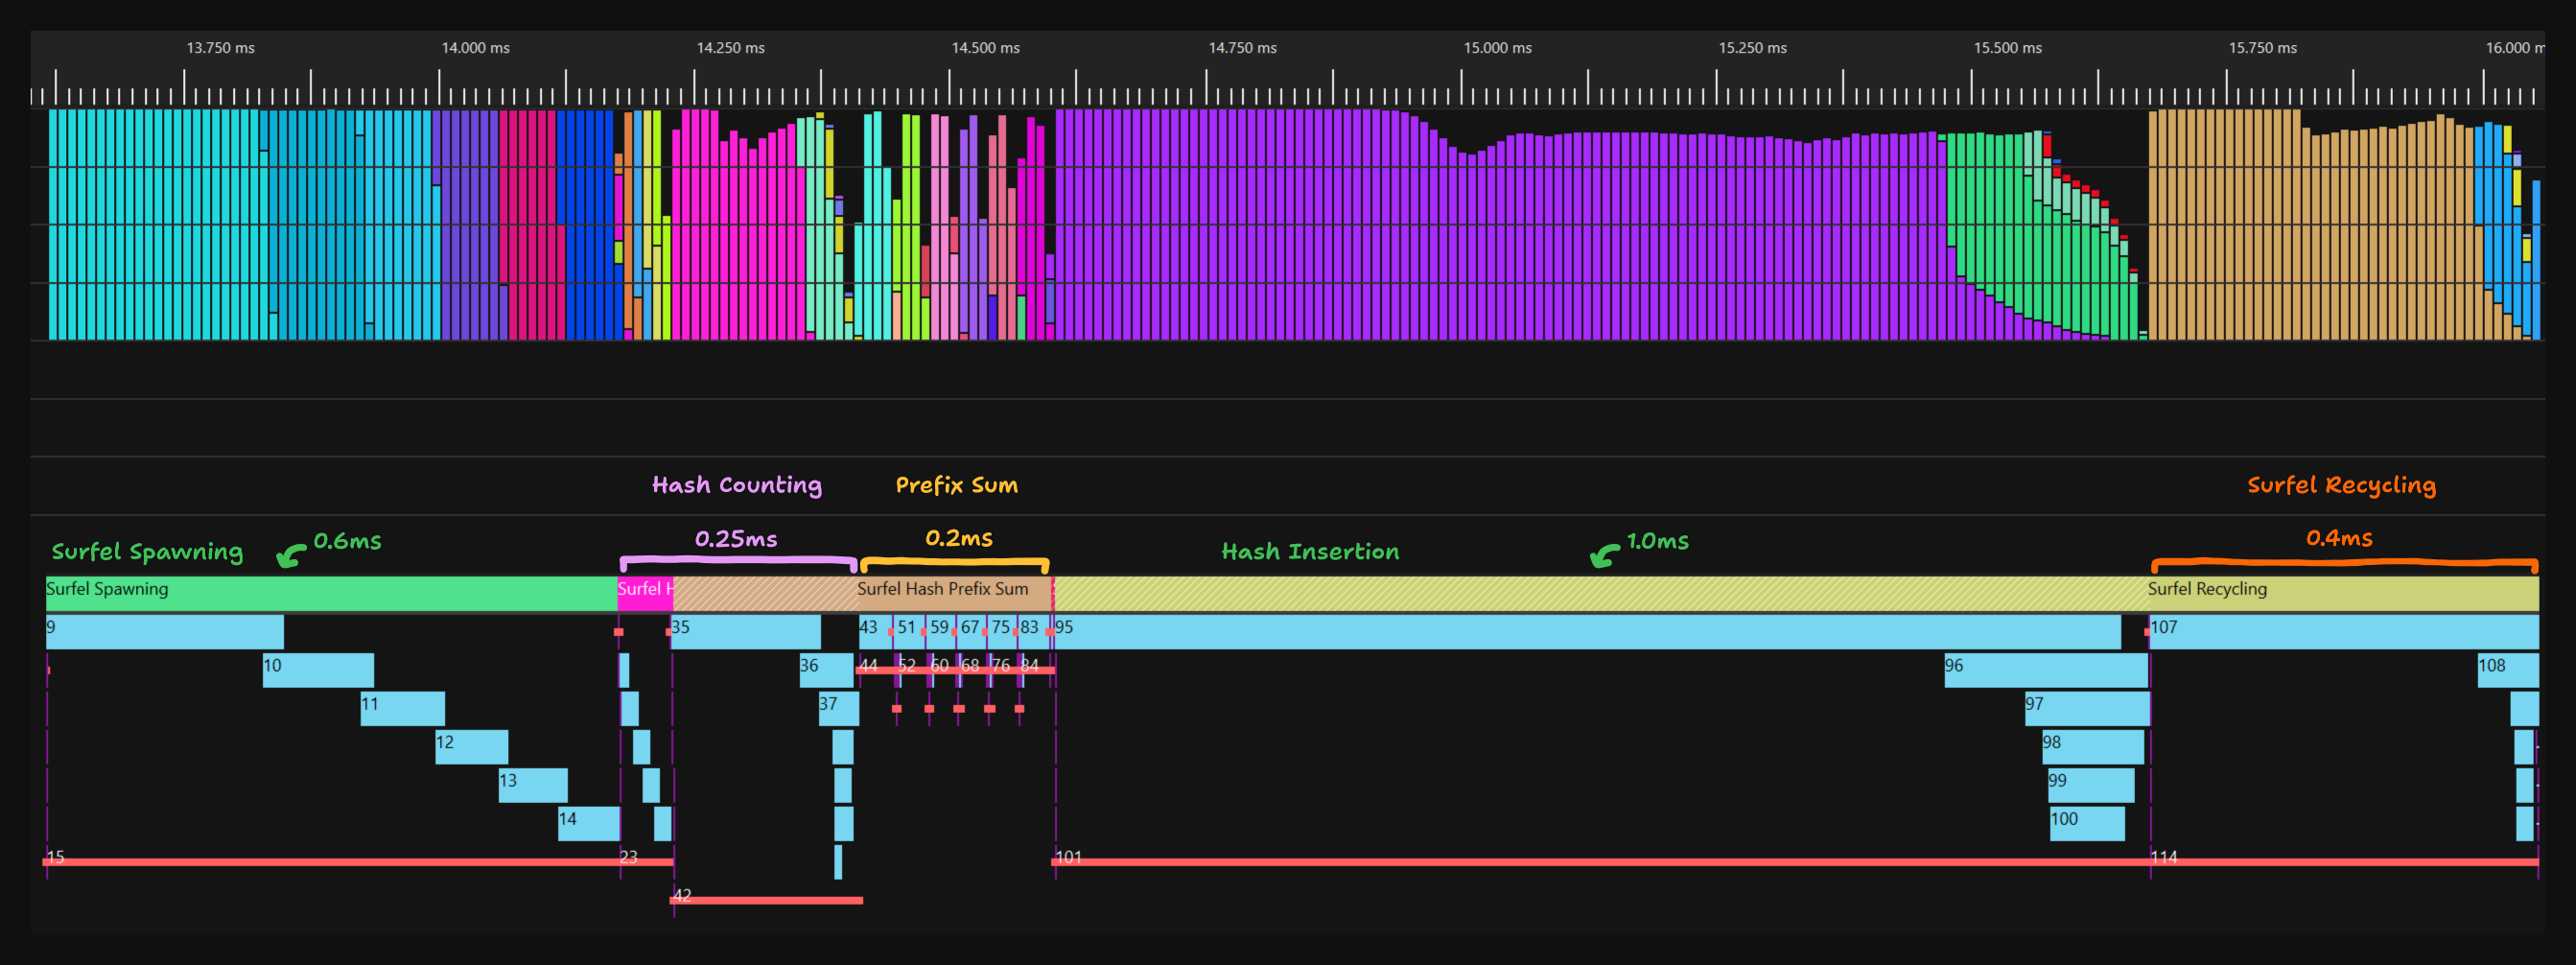 13.750 ms 14.000 ms 14.250 ms 14.500 ms 14.750 ms 15.000 ms 15.250 ms 15.500 ms 15.750 ms 16.000 m
Hash Counting Prefix Sum Surfel Recycling
Surfel Spawning 0.6ms 0.25ms 0.2ms Hash Insertion 1.0ms 0.4ms
Surfel Spawning Surfel H Surfel Hash Prefix Sum Surfel Recycling
9 35 43 51 59 67 75 83 95 107
10 36 44 52 60 68 76 84 96 108
11 37 97
12 98
13 99
14 100
15 23 101 114
42